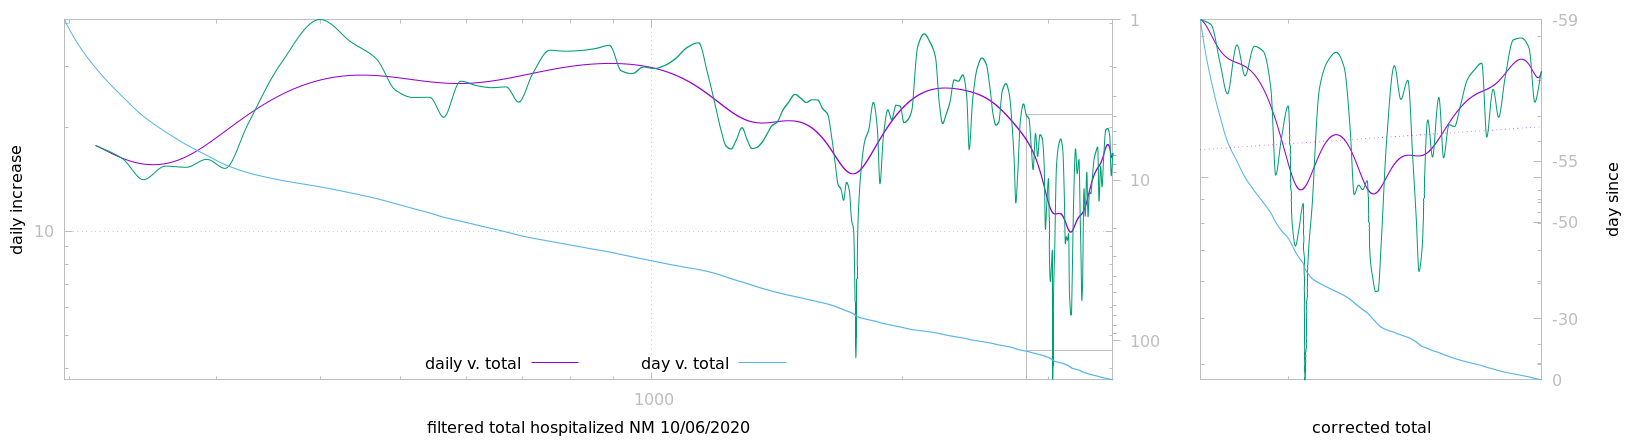 1
-59
10
-55
daily increase
10
-50
day since
-30
100
daily v. total
day v. total
0
1000
filtered total hospitalized NM 10/06/2020
corrected total